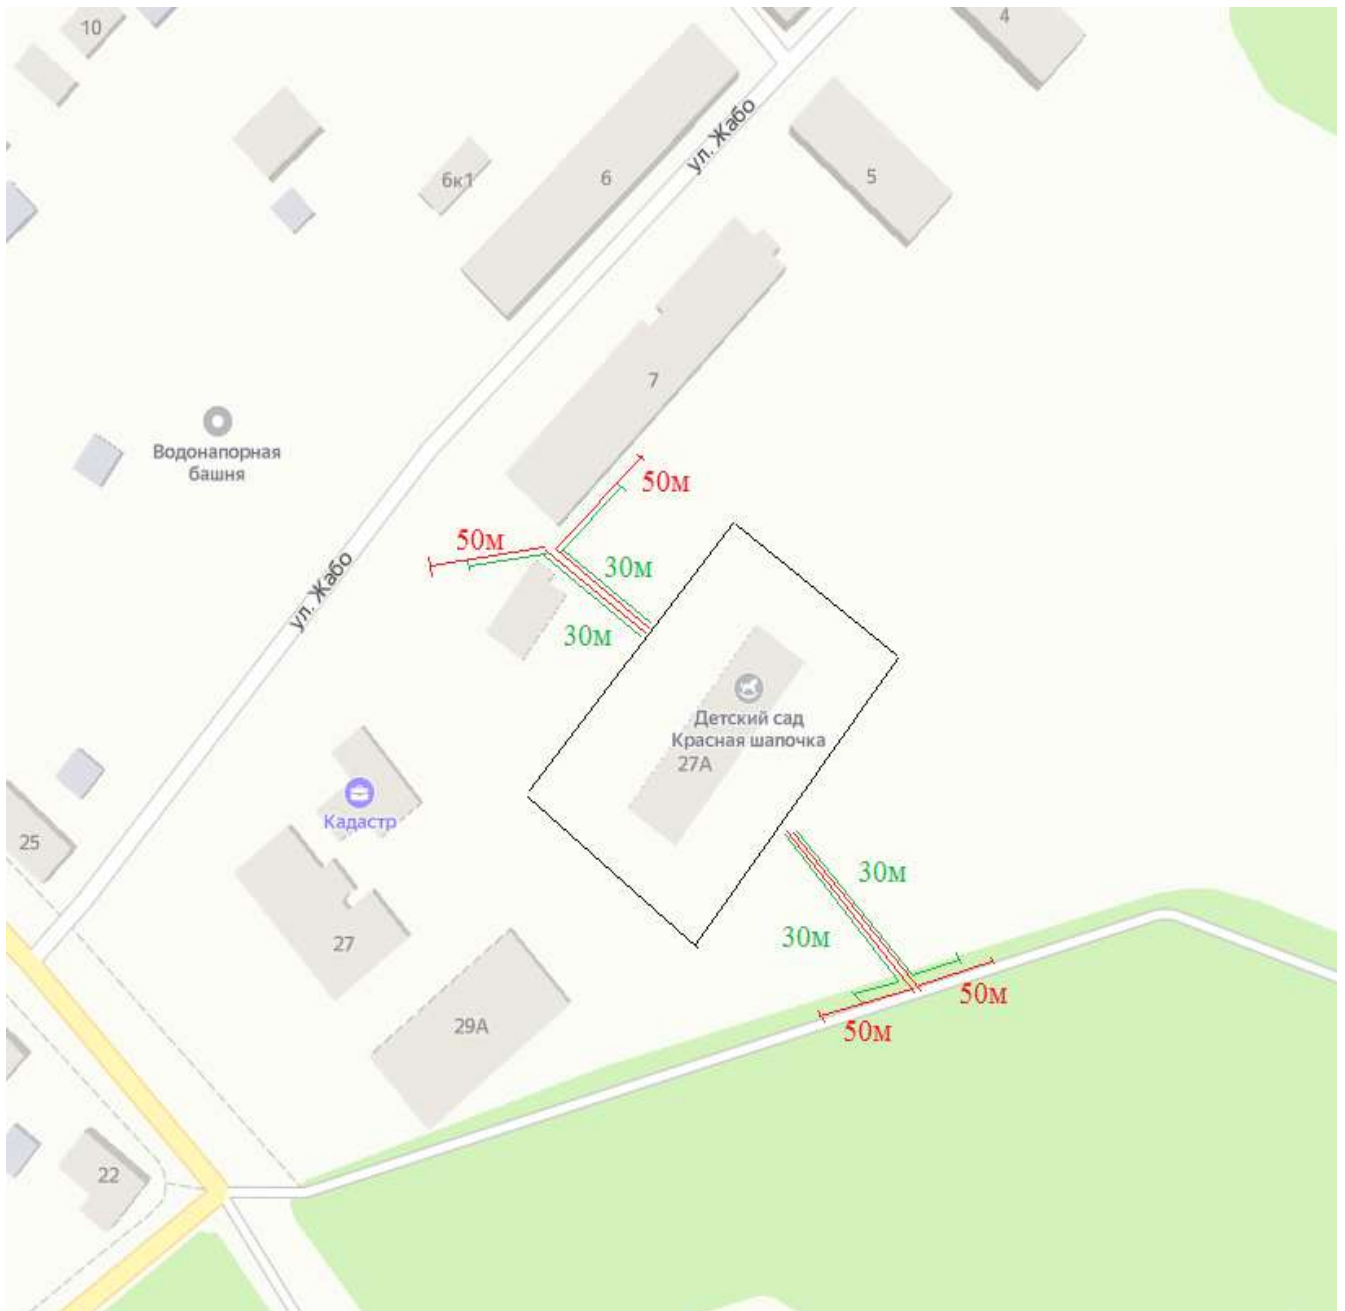 10
4
ул. Жабо
6к1
6
5
7
Водонапорная
башня
50м
50м
ул. Жабо
30м
30м
Детский сад
Красная шапочка
27А
Кадастр
25
30м
27
30м
50м
29А
50м
22